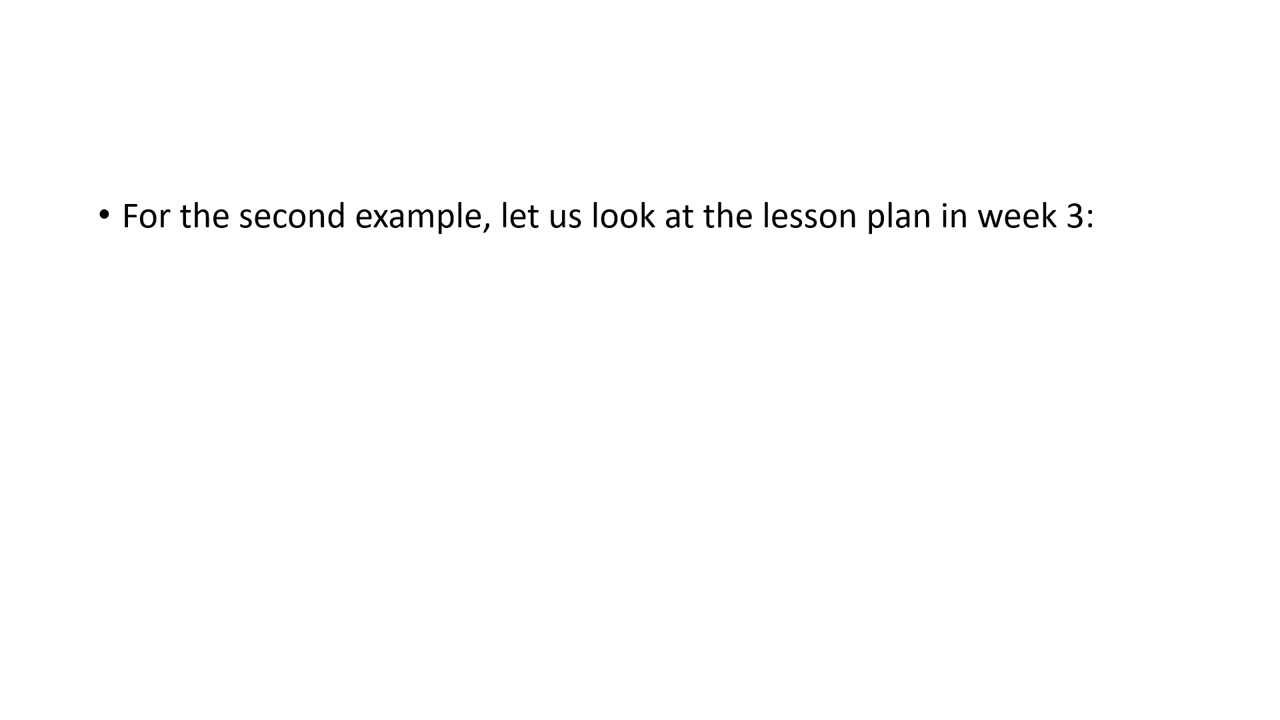 • For the second example, let us look at the lesson plan in week 3: